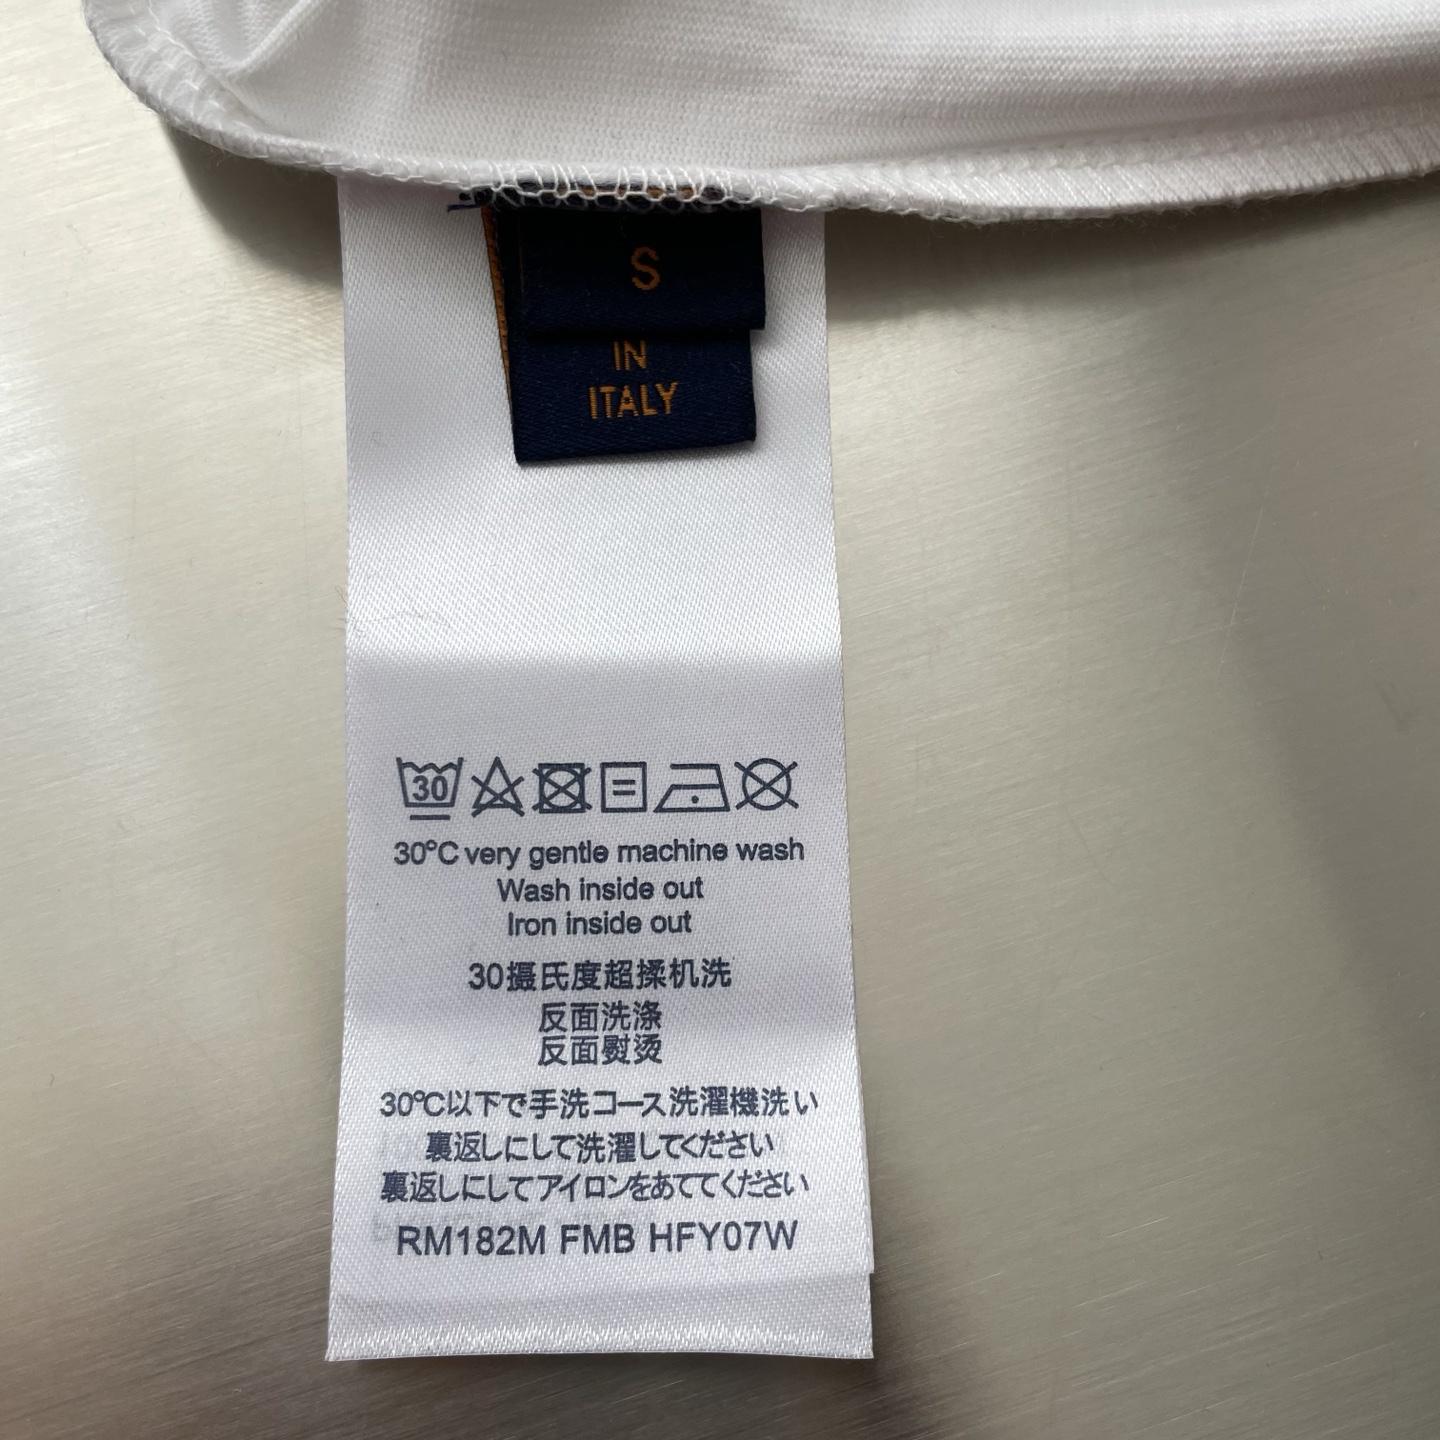 S
IN
ITALY
30
30°C very gentle machine wash
Wash inside out
Iron inside out
30摄氏度超揉机洗
反面洗涤
反面熨烫
30℃以下で手洗コース洗濯機洗い
裏返しにして洗濯してください
裏返しにしてアイロンをあててください
RM182M FMB HFY07W